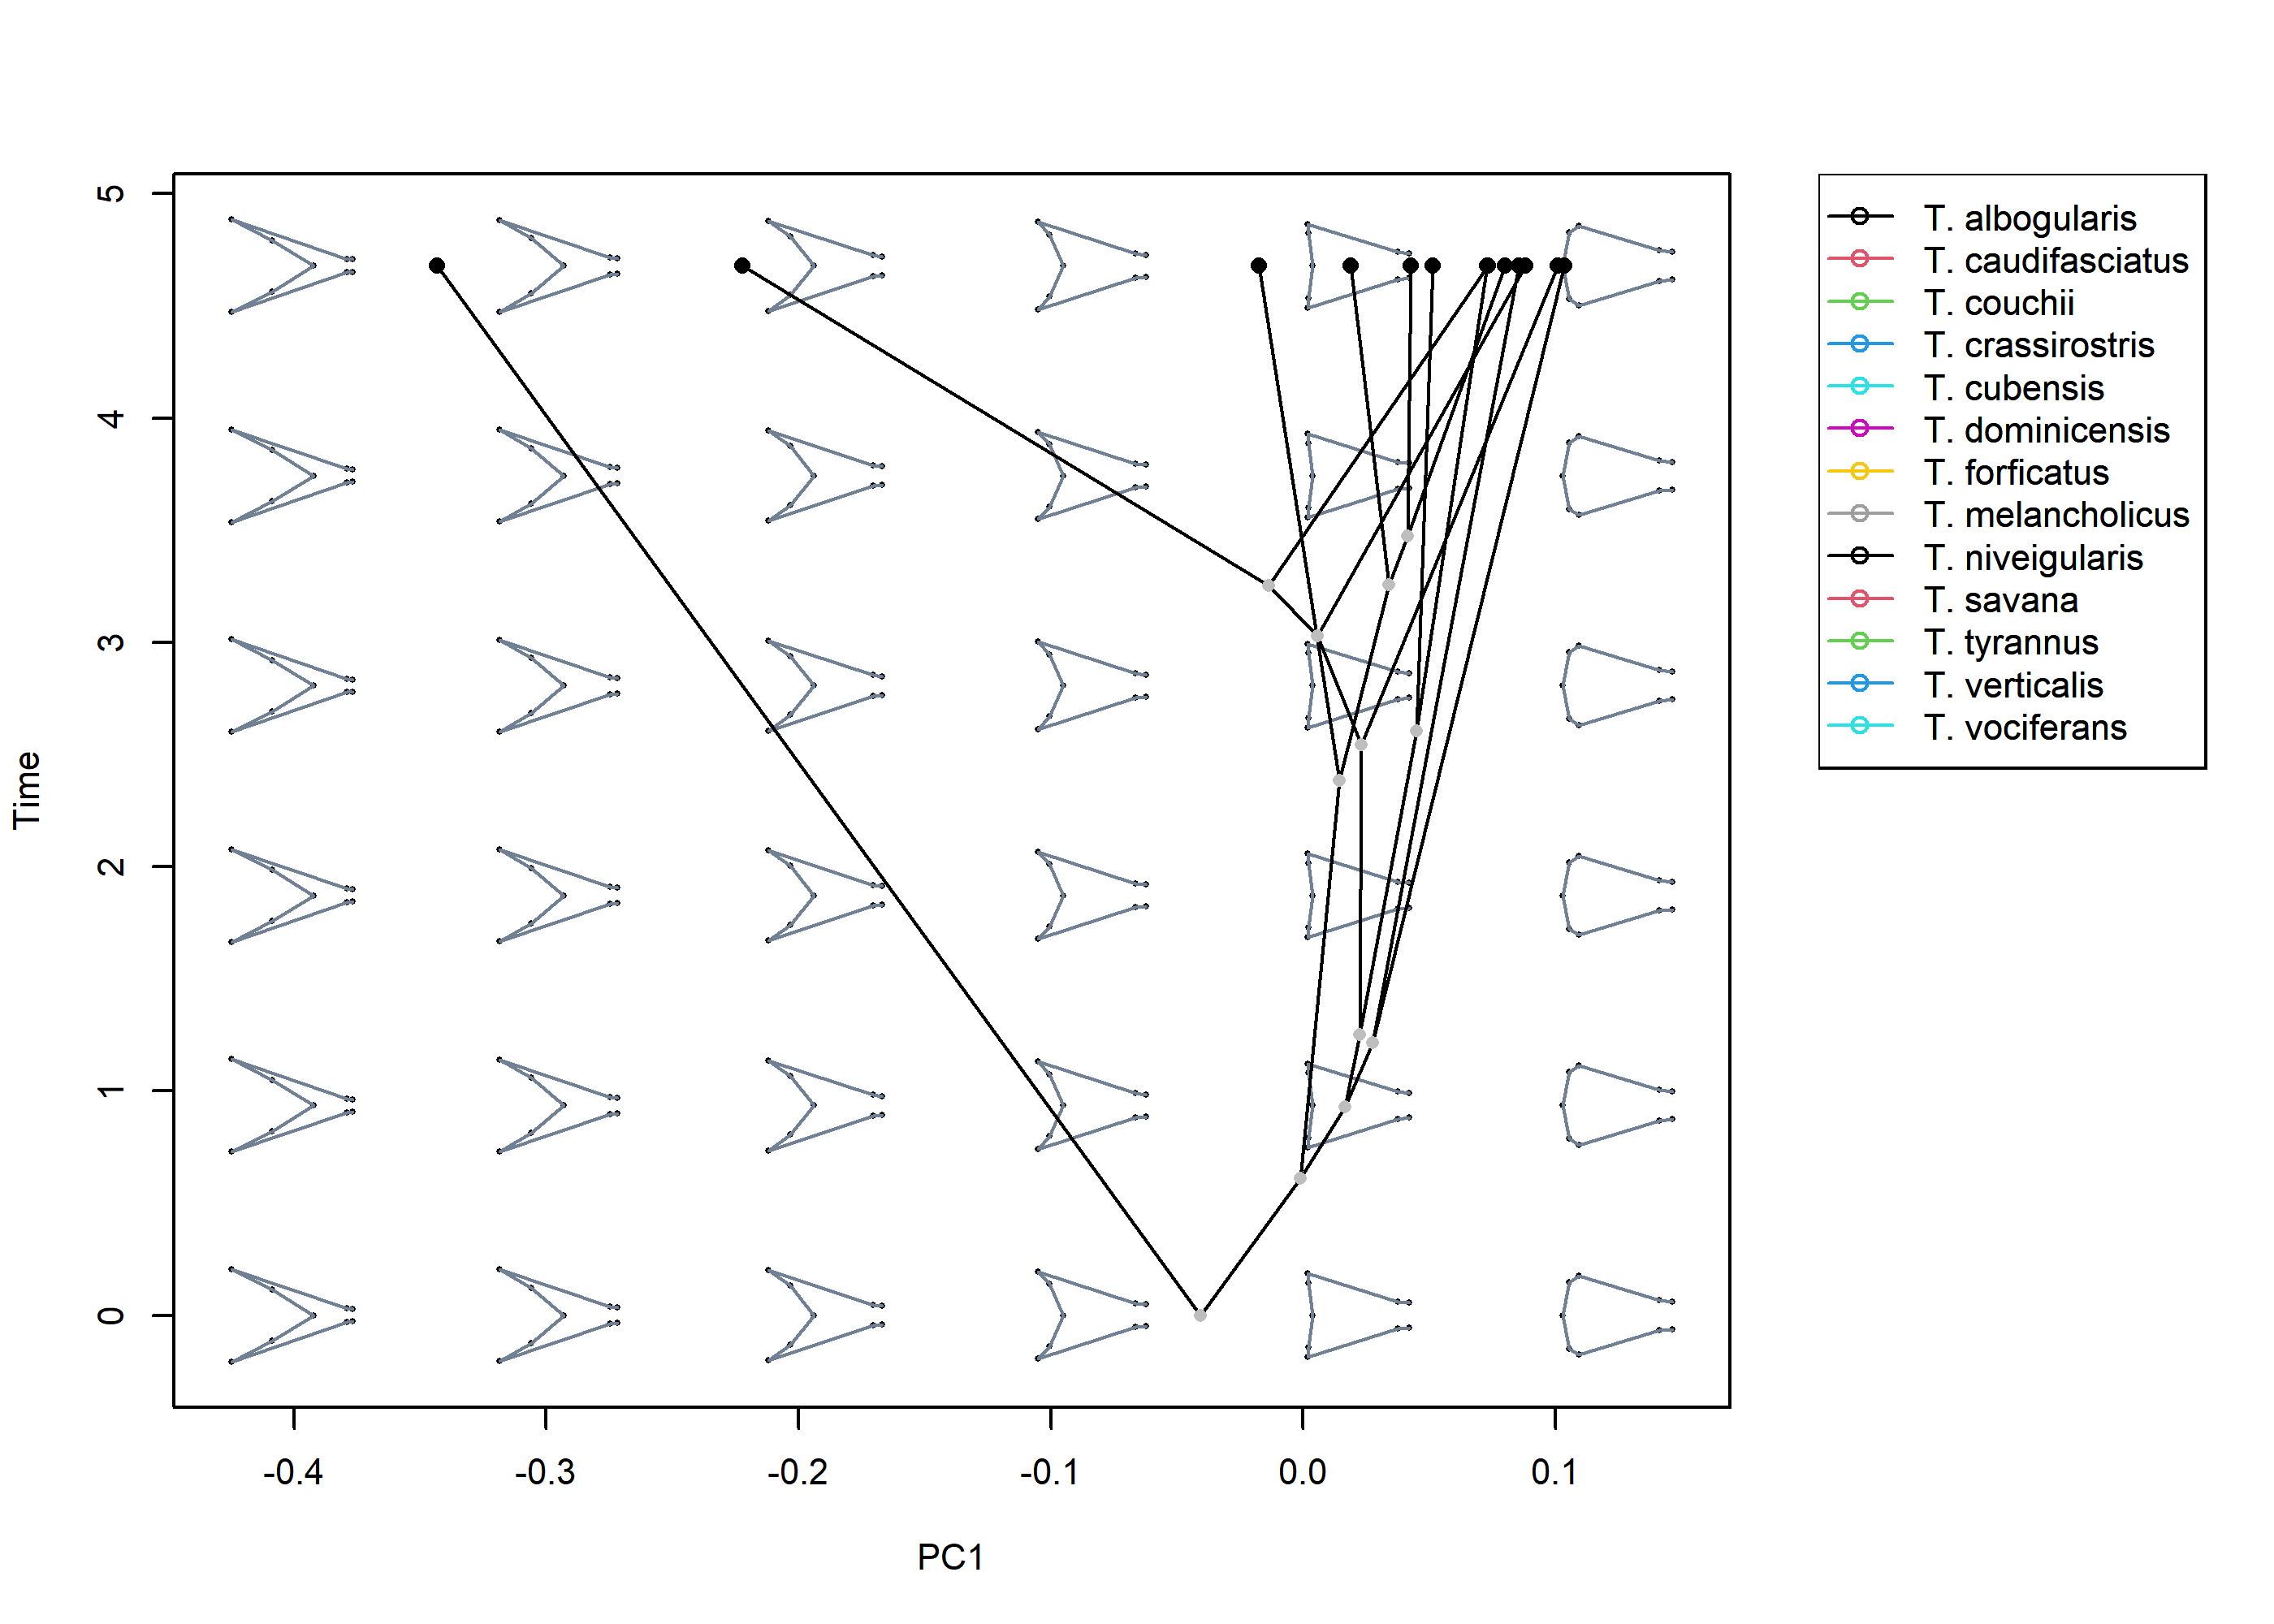 5
4
3
2
1
0
Time
-0.4
-0.3
-0.2
-0.1
0.0
0.1
PC1
T. albogularis
T. caudifasciatus
T. couchii
T. crassirostris
T. cubensis
T. dominicensis
T. forficatus
T. melancholicus
T. niveigularis
T. savana
T. tyrannus
T. verticalis
T. vociferans